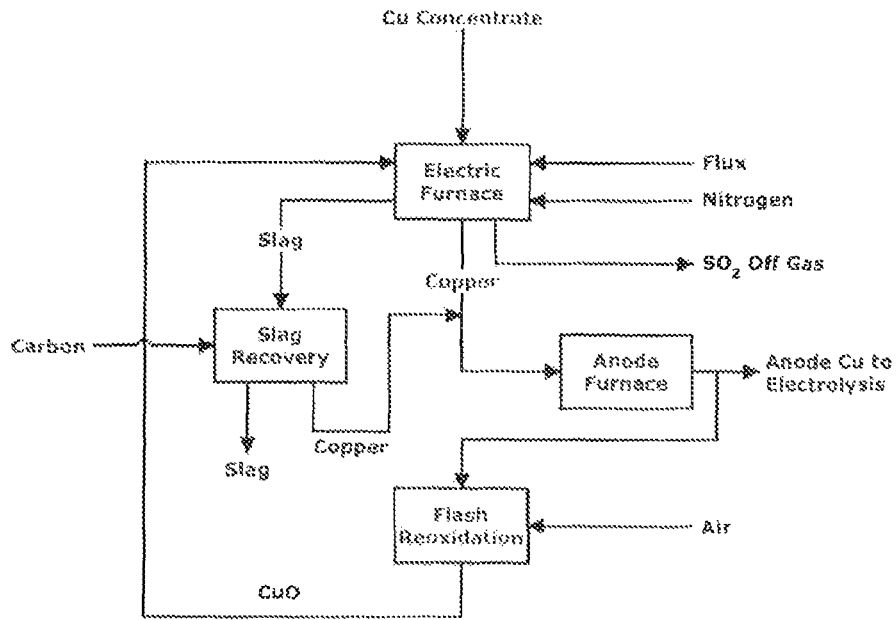 Cu Concentrate
Electric
Furnace
Flux
Nitrogen
Slag
SO₂ Off Gas
Copper
Carbon
Slag
Recovery
Anode
Furnace
Anode Cu to
Electrolysis
Copper
Slag
Flash
Reoxidation
Air
CuO